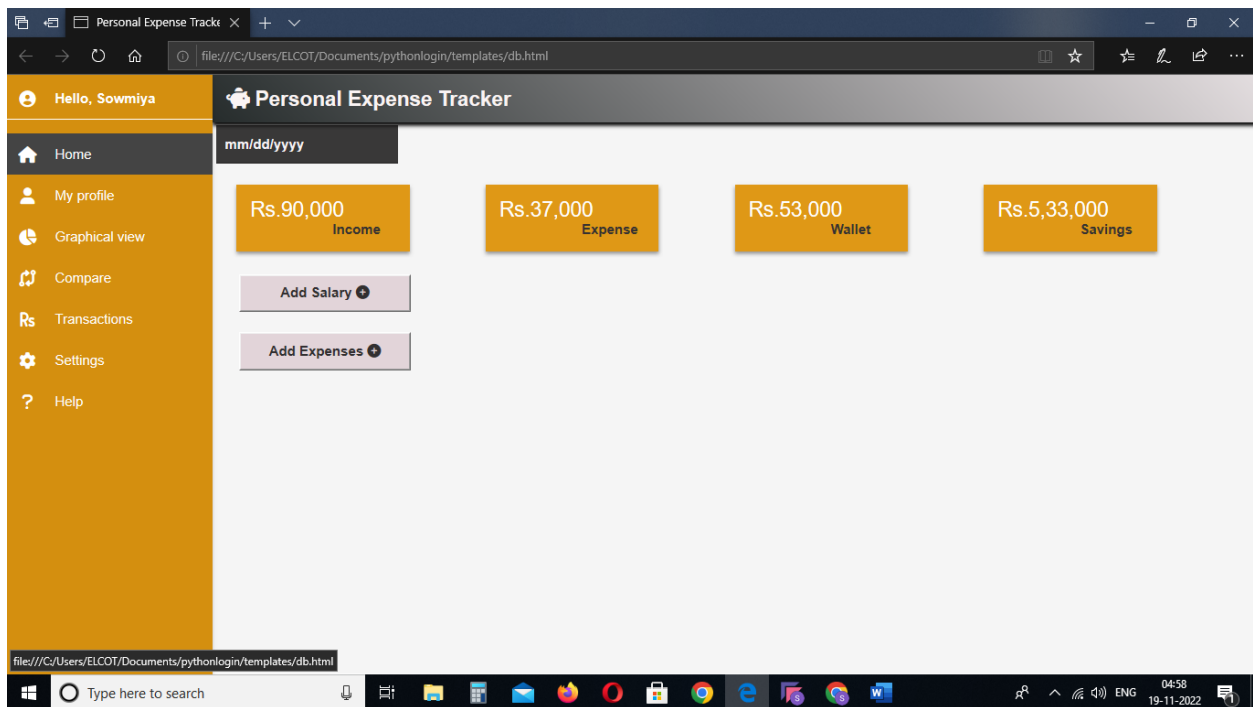 Personal Expense Tracke
file:///C:/Users/ELCOT/Documents/pythonlogin/templates/db.html
Hello, Sowmiya
Personal Expense Tracker
mm/dd/yyyy
Home
My profile
Graphical view
Compare
Rs Transactions
Settings
? Help
Rs.90,000
Income
Rs.37,000
Expense
Rs.53,000
Wallet
Rs.5,33,000
Savings
Add Salary
Add Expenses
file:///C:/Users/ELCOT/Documents/pythonlogin/templates/db.html
Type here to search
ENG
04:58
19-11-2022